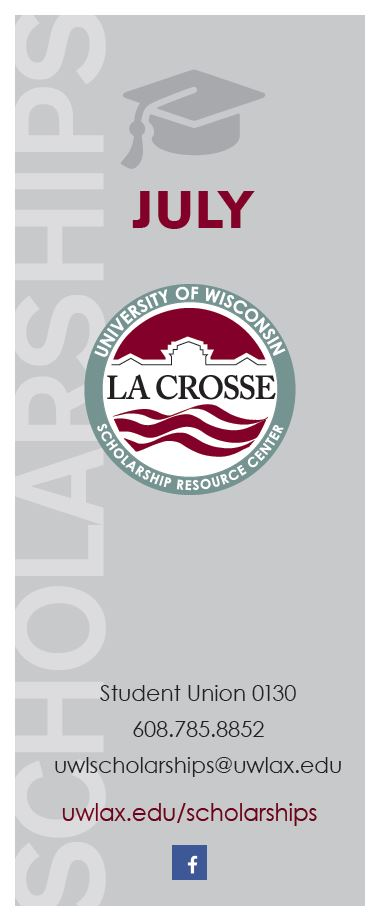 SCHOLARSHIPS
JULY
UNIVERSITY OF WISCONSIN
LA CROSSE
SCHOLARSHIP RESOURCE CENTER
Student Union 0130
608.785.8852
uwlscholarships@uwlax.edu
uwlax.edu/scholarships
f